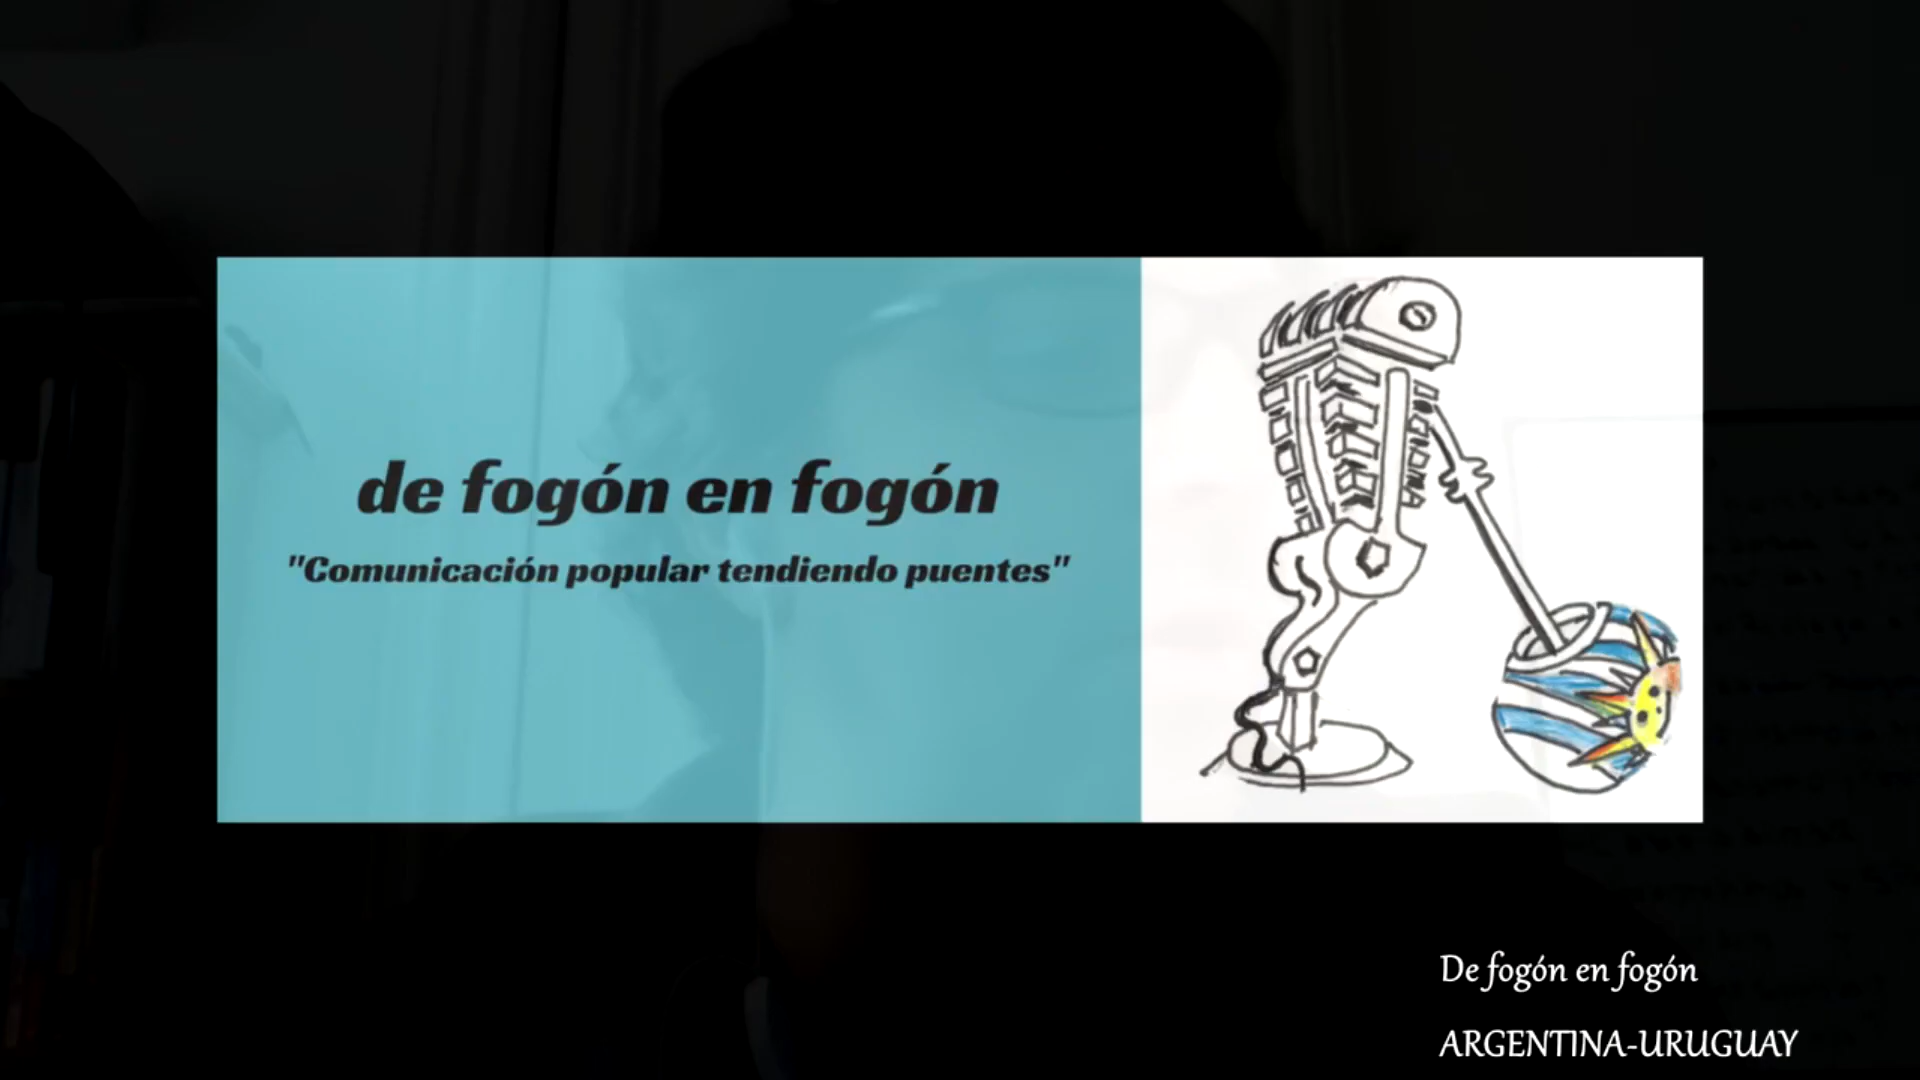 de fogón en fogón
"Comunicación popular tendiendo puentes"
De fogón en fogón
ARGENTINA-URUGUAY